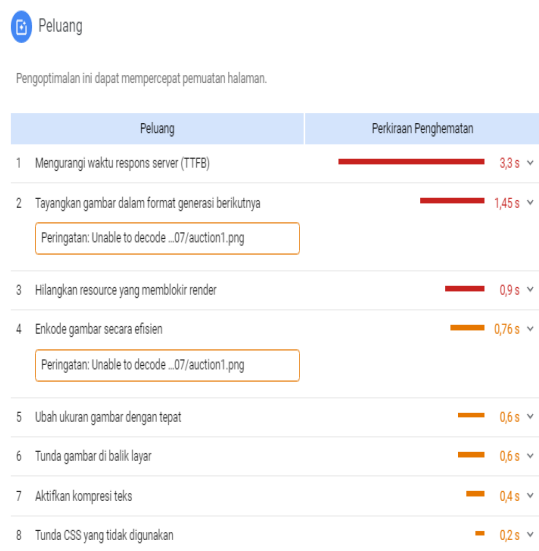 Peluang
Pengoptimalan ini dapat mempercepat pemuatan halaman.
Peluang Perkiraan Penghematan
1 Mengurangi waktu respons server (TTFB) 3,3 s
2 Tayangkan gambar dalam format generasi berikutnya 1,45 s
Peringatan: Unable to decode ...07/auction1.png
3 Hilangkan resource yang memblokir render 0,9 s
4 Enkode gambar secara efisien 0,76 s
Peringatan: Unable to decode ...07/auction1.png
5 Ubah ukuran gambar dengan tepat 0,6 s
6 Tunda gambar di balik layar 0,6 s
7 Aktifkan kompresi teks 0,4 s
8 Tunda CSS yang tidak digunakan 0,2 s